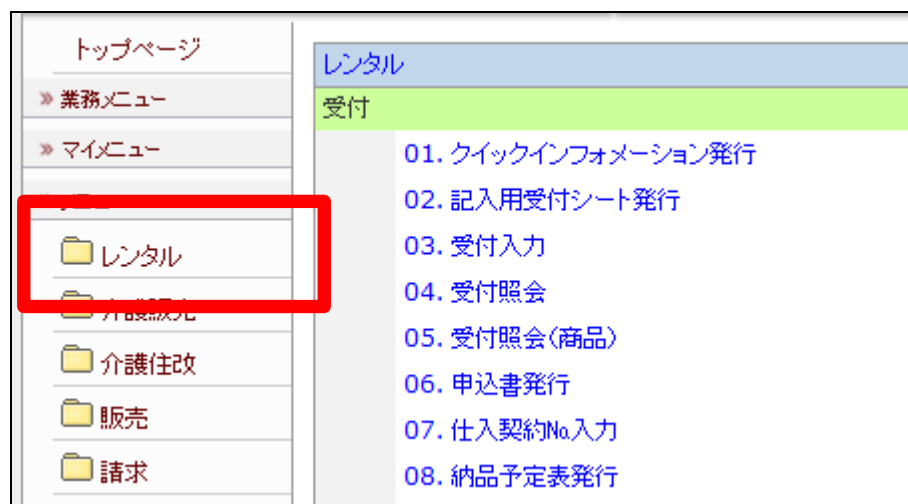 トップページ
» 業務メニュー
» マイメニュー
レンタル
介護住改
販売
請求
レンタル
受付
01. クイックインフォメーション発行
02. 記入用受付シート発行
03. 受付入力
04. 受付照会
05. 受付照会(商品)
06. 申込書発行
07. 仕入契約№入力
08. 納品予定表発行